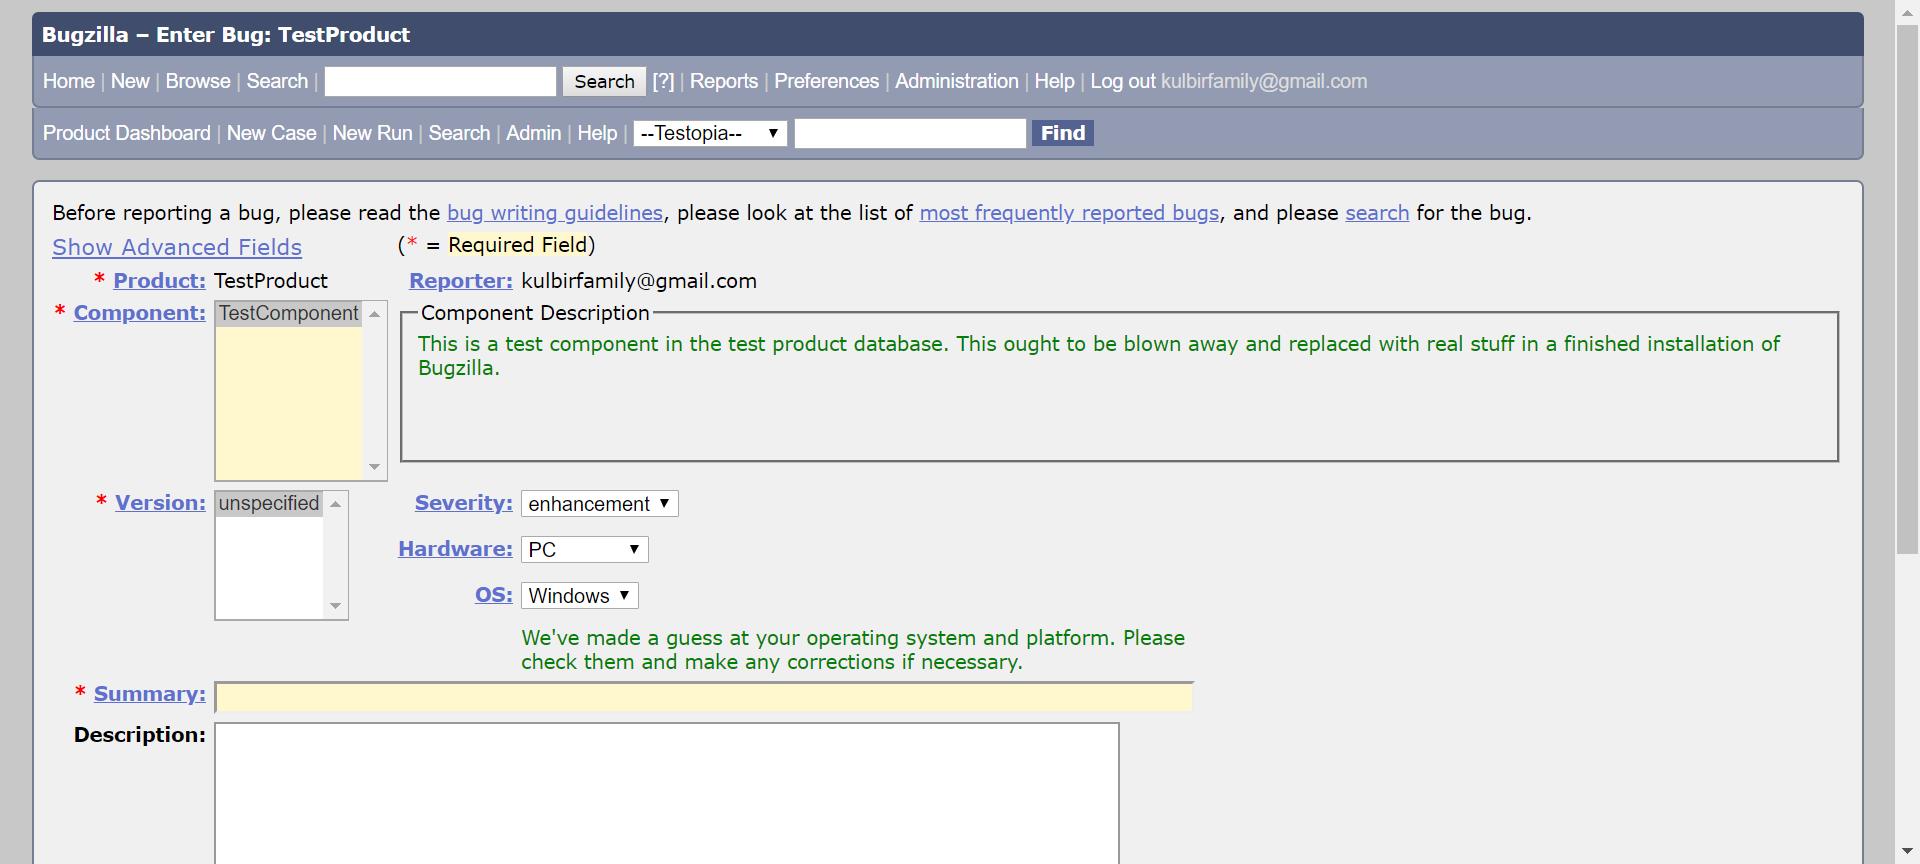 Bugzilla – Enter Bug: TestProduct
Home | New | Browse | Search | Search [?] | Reports | Preferences | Administration | Help | Log out kulbirfamily@gmail.com
Product Dashboard | New Case | New Run | Search | Admin | Help | --Testopia-- Find
Before reporting a bug, please read the bug writing guidelines, please look at the list of most frequently reported bugs, and please search for the bug.
Show Advanced Fields (* = Required Field)
* Product: TestProduct Reporter: kulbirfamily@gmail.com
* Component: TestComponent Component Description
This is a test component in the test product database. This ought to be blown away and replaced with real stuff in a finished installation of
Bugzilla.
* Version: unspecified Severity: enhancement
Hardware: PC
OS: Windows
We've made a guess at your operating system and platform. Please
check them and make any corrections if necessary.
* Summary:
Description: